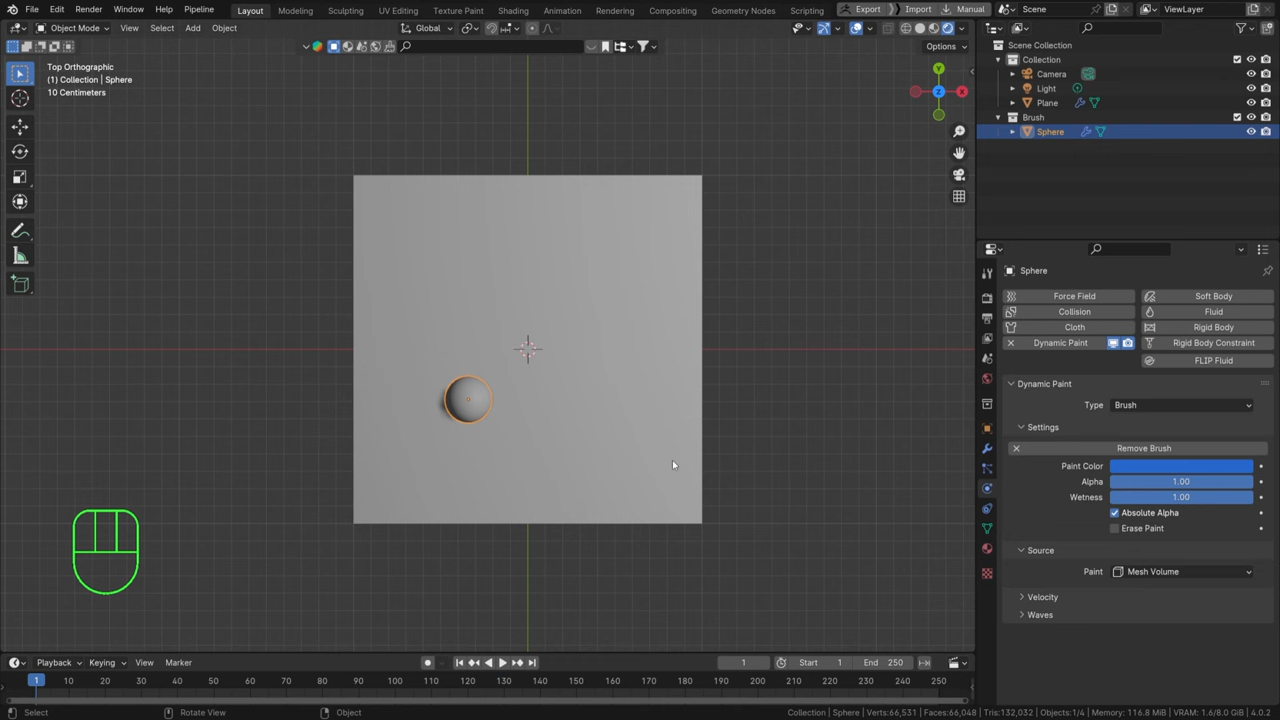 File Edit Render Window Help Pipeline Layout Modeling Sculpting UV Editing Texture Paint Shading Animation Rendering Compositing Geometry Nodes Scripting Export Import Manual Scene ViewLayer
Object Mode View Select Add Object Global
Options
Top Orthographic
(1) Collection | Sphere
10 Centimeters
Y
Z
X
Scene Collection
Collection
Camera
Light
Plane
Brush
Sphere
Sphere
Force Field Soft Body
Collision Fluid
Cloth Rigid Body
Dynamic Paint Rigid Body Constraint
FLIP Fluid
Dynamic Paint
Type Brush
Settings
Remove Brush
Paint Color
Alpha 1.00
Wetness 1.00
Absolute Alpha
Erase Paint
Source
Paint Mesh Volume
Velocity
Waves
Playback Keying View Marker 1 Start 1 End 250
1 10 20 30 40 50 60 70 80 90 100 110 120 130 140 150 160 170 180 190 200 210 220 230 240 250
Select Rotate View Object Collection | Sphere | Verts:66,531 | Faces:66,048 | Tris:132,032 | Objects:1/4 | Memory: 116.8 MiB | VRAM: 1.6/8.0 GiB | 4.0.2